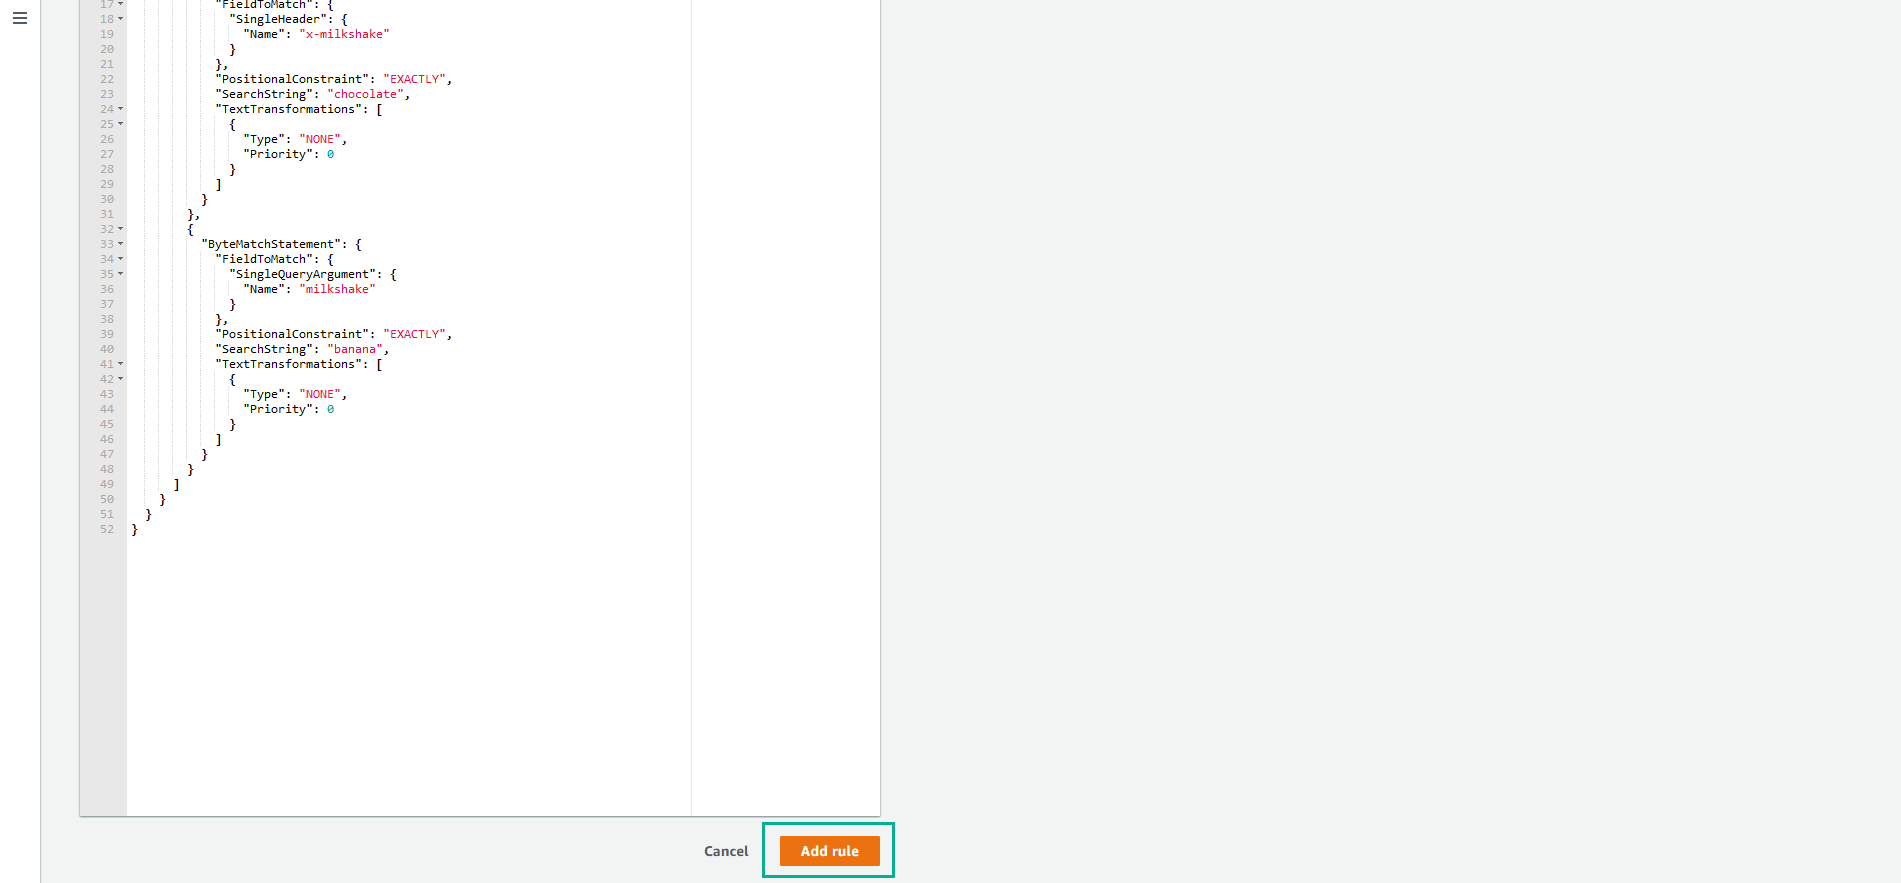 17 "FieldToMatch": {
18 "SingleHeader": {
19 "Name": "x-milkshake"
20 }
21 },
22 "PositionalConstraint": "EXACTLY",
23 "SearchString": "chocolate",
24 "TextTransformations": [
25 {
26 "Type": "NONE",
27 "Priority": 0
28 }
29 ]
30 }
31 },
32 {
33 "ByteMatchStatement": {
34 "FieldToMatch": {
35 "SingleQueryArgument": {
36 "Name": "milkshake"
37 }
38 },
39 "PositionalConstraint": "EXACTLY",
40 "SearchString": "banana",
41 "TextTransformations": [
42 {
43 "Type": "NONE",
44 "Priority": 0
45 }
46 ]
47 }
48 }
49 ]
50 }
51 }
52 }
Cancel Add rule